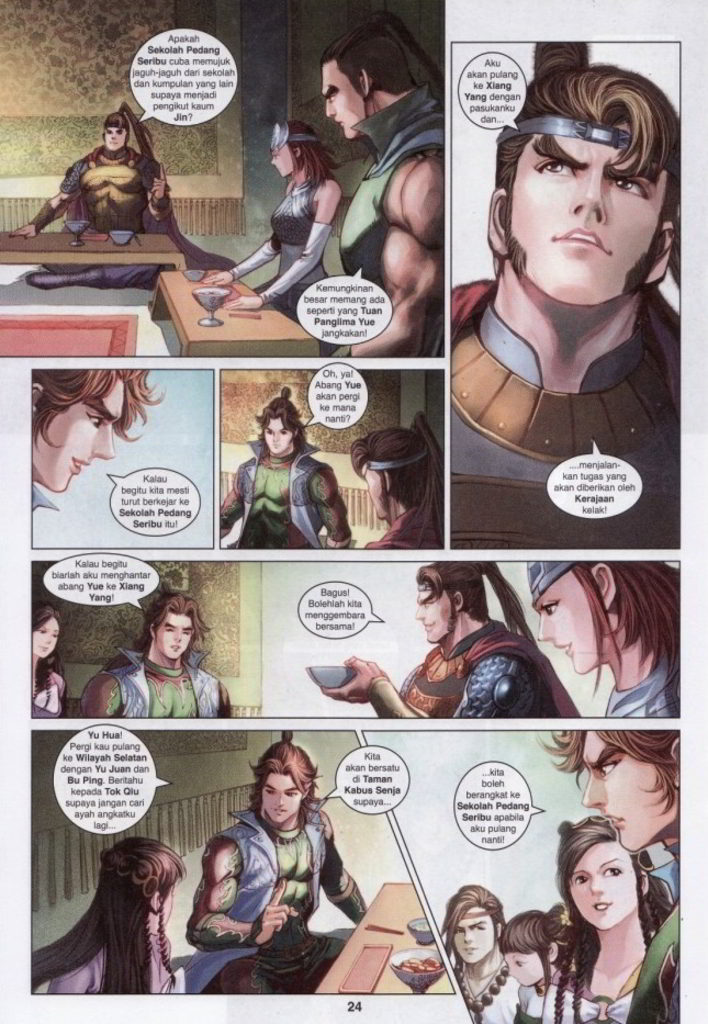 Apakah
Sekolah Pedang
Seribu cuba memujuk
jaguh-jaguh dari sekolah
dan kumpulan yang lain
supaya menjadi
pengikut kaum
Jin?
Kemungkinan
besar memang ada
seperti yang Tuan
Panglima Yue
jangkakan!
Aku
akan pulang
ke Xiang
Yang dengan
pasukanku
dan...
....menjalan-
kan tugas yang
akan diberikan oleh
Kerajaan
kelak!
Kalau
begitu kita mesti
turut berkejar ke
Sekolah Pedang
Seribu itu!
Oh, ya!
Abang Yue
akan pergi
ke mana
nanti?
Kalau begitu
biarlah aku menghantar
abang Yue ke Xiang
Yang!
Bagus!
Bolehlah kita
menggembara
bersama!
Yu Hua!
Pergi kau pulang
ke Wilayah Selatan
dengan Yu Juan dan
Bu Ping. Beritahu
kepada Tok Qiu
supaya jangan cari
ayah angkatku
lagi...
Kita
akan bersatu
di Taman
Kabus Senja
supaya...
...kita
boleh
berangkat ke
Sekolah Pedang
Seribu apabila
aku pulang
nanti!
24